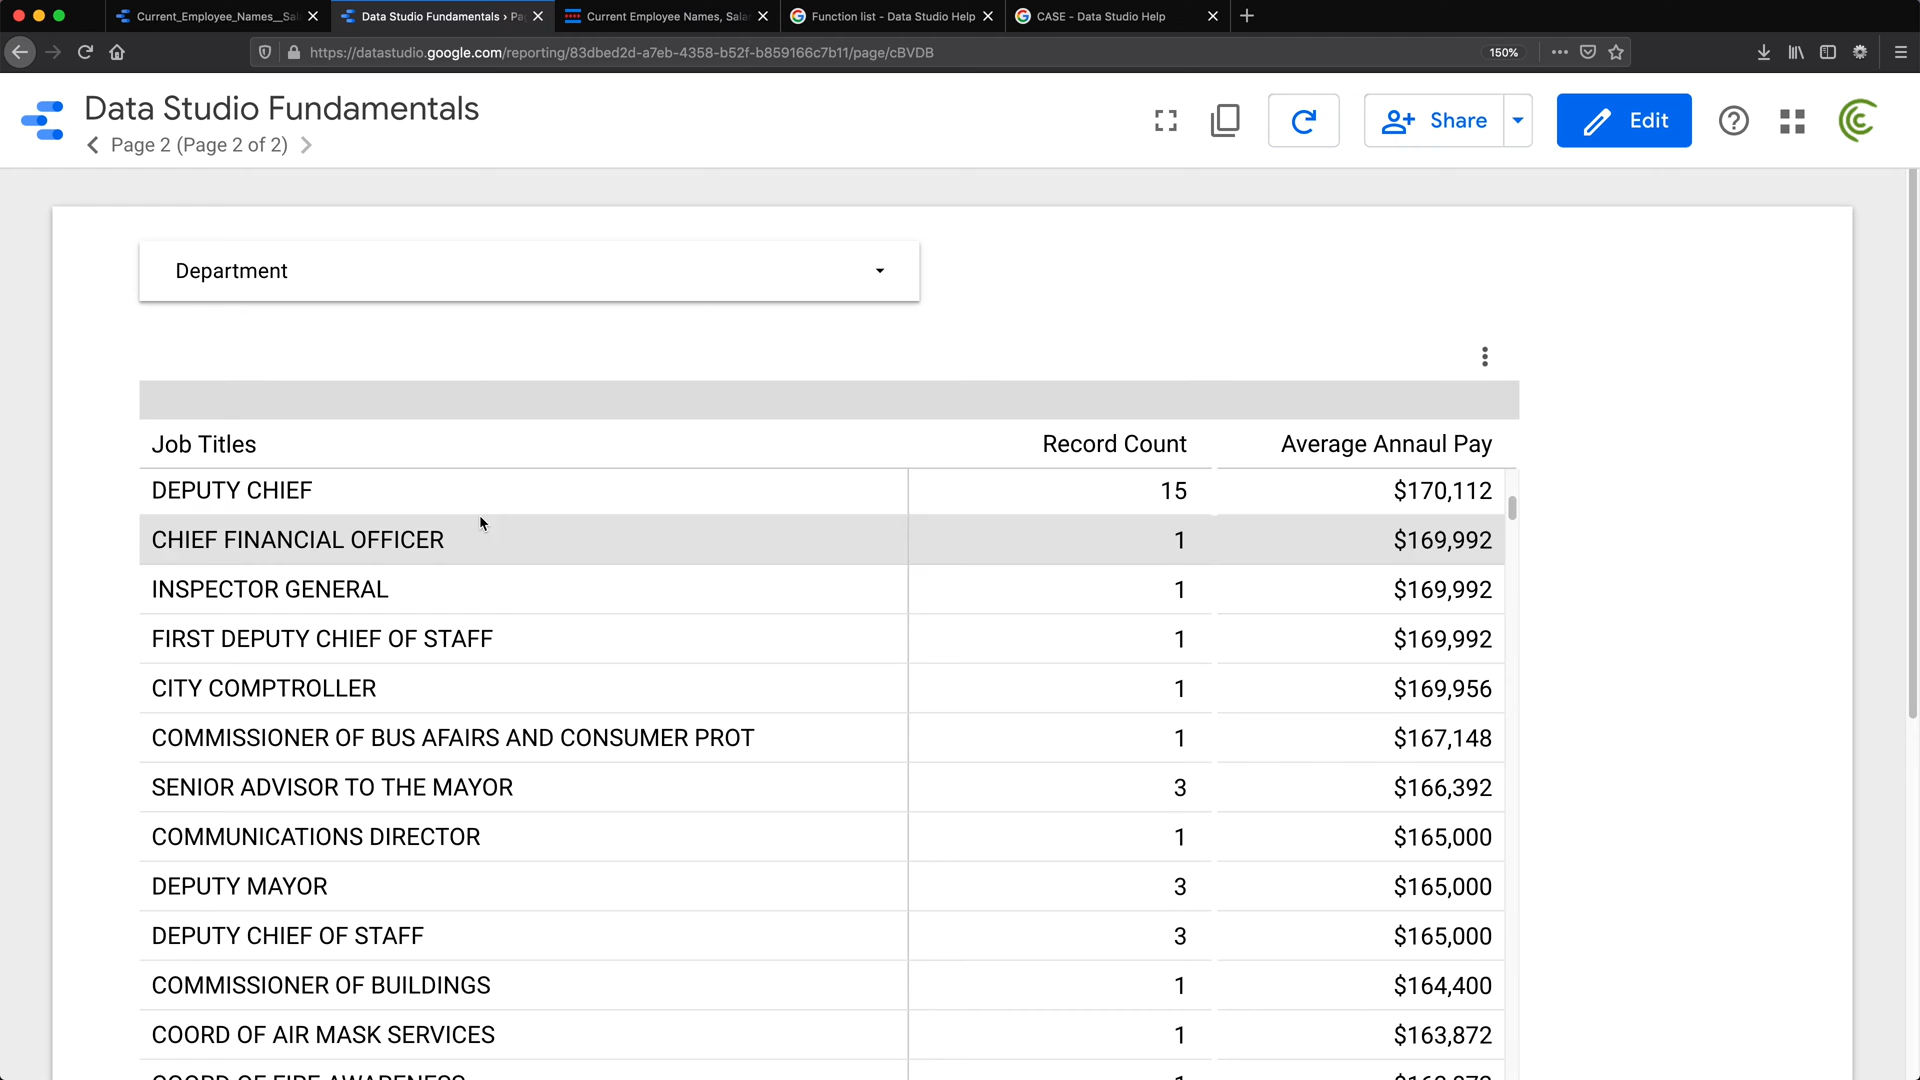 Current_Employee_Names__Sal
Data Studio Fundamentals › Pa
Current Employee Names, Salar
Function list - Data Studio Help
CASE - Data Studio Help
https://datastudio.google.com/reporting/83dbed2d-a7eb-4358-b52f-b859166c7b11/page/cBVDB
150%
Data Studio Fundamentals
Page 2 (Page 2 of 2)
Share
Edit
Department
Job Titles Record Count Average Annaul Pay
DEPUTY CHIEF 15 $170,112
CHIEF FINANCIAL OFFICER 1 $169,992
INSPECTOR GENERAL 1 $169,992
FIRST DEPUTY CHIEF OF STAFF 1 $169,992
CITY COMPTROLLER 1 $169,956
COMMISSIONER OF BUS AFAIRS AND CONSUMER PROT 1 $167,148
SENIOR ADVISOR TO THE MAYOR 3 $166,392
COMMUNICATIONS DIRECTOR 1 $165,000
DEPUTY MAYOR 3 $165,000
DEPUTY CHIEF OF STAFF 3 $165,000
COMMISSIONER OF BUILDINGS 1 $164,400
COORD OF AIR MASK SERVICES 1 $163,872
COORD OF FIRE AWARENESS 1